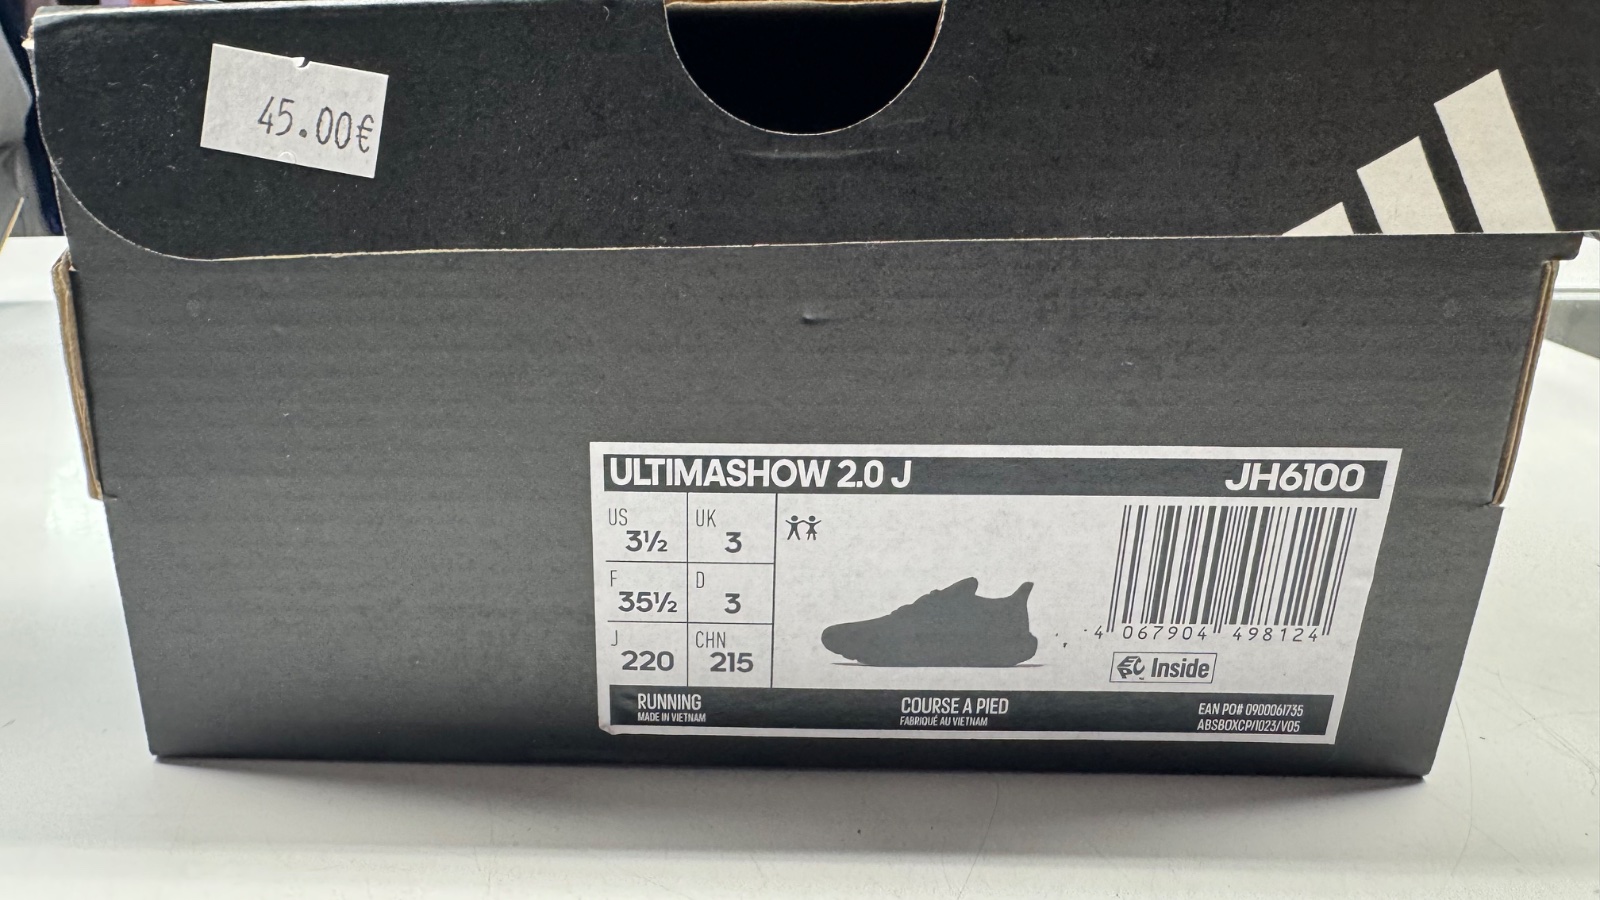 45.00€
ULTIMASHOW 2.0 J JH6100
US 3½ UK 3
F 35½ D 3
J 220 CHN 215
4 067904 498124
EPC Inside
RUNNING
MADE IN VIETNAM
COURSE A PIED
FABRIQUÉ AU VIETNAM
EAN PO# 0900061735
ABSBOXCP/1023/V05